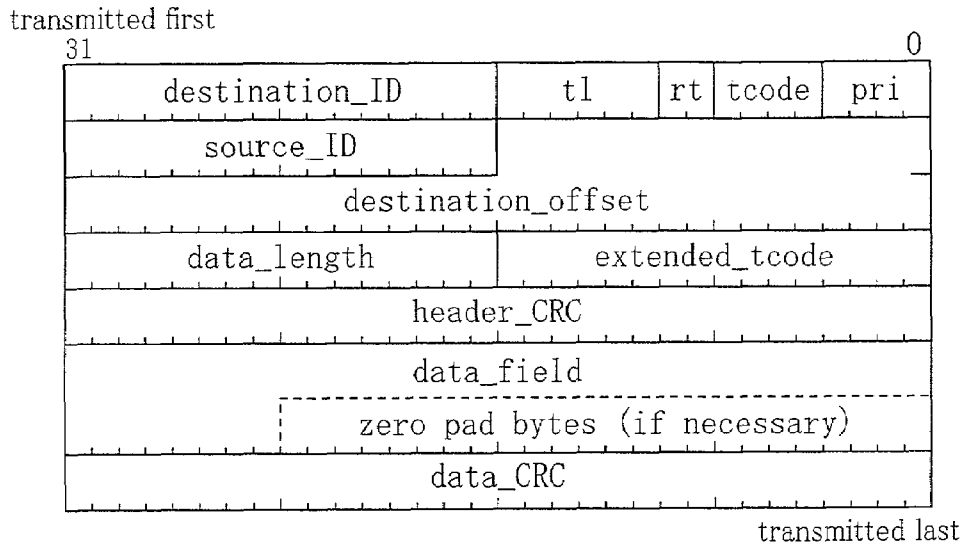 transmitted first
31 0
destination_ID tl rt tcode pri
source_ID
destination_offset
data_length extended_tcode
header_CRC
data_field
zero pad bytes (if necessary)
data_CRC
transmitted last